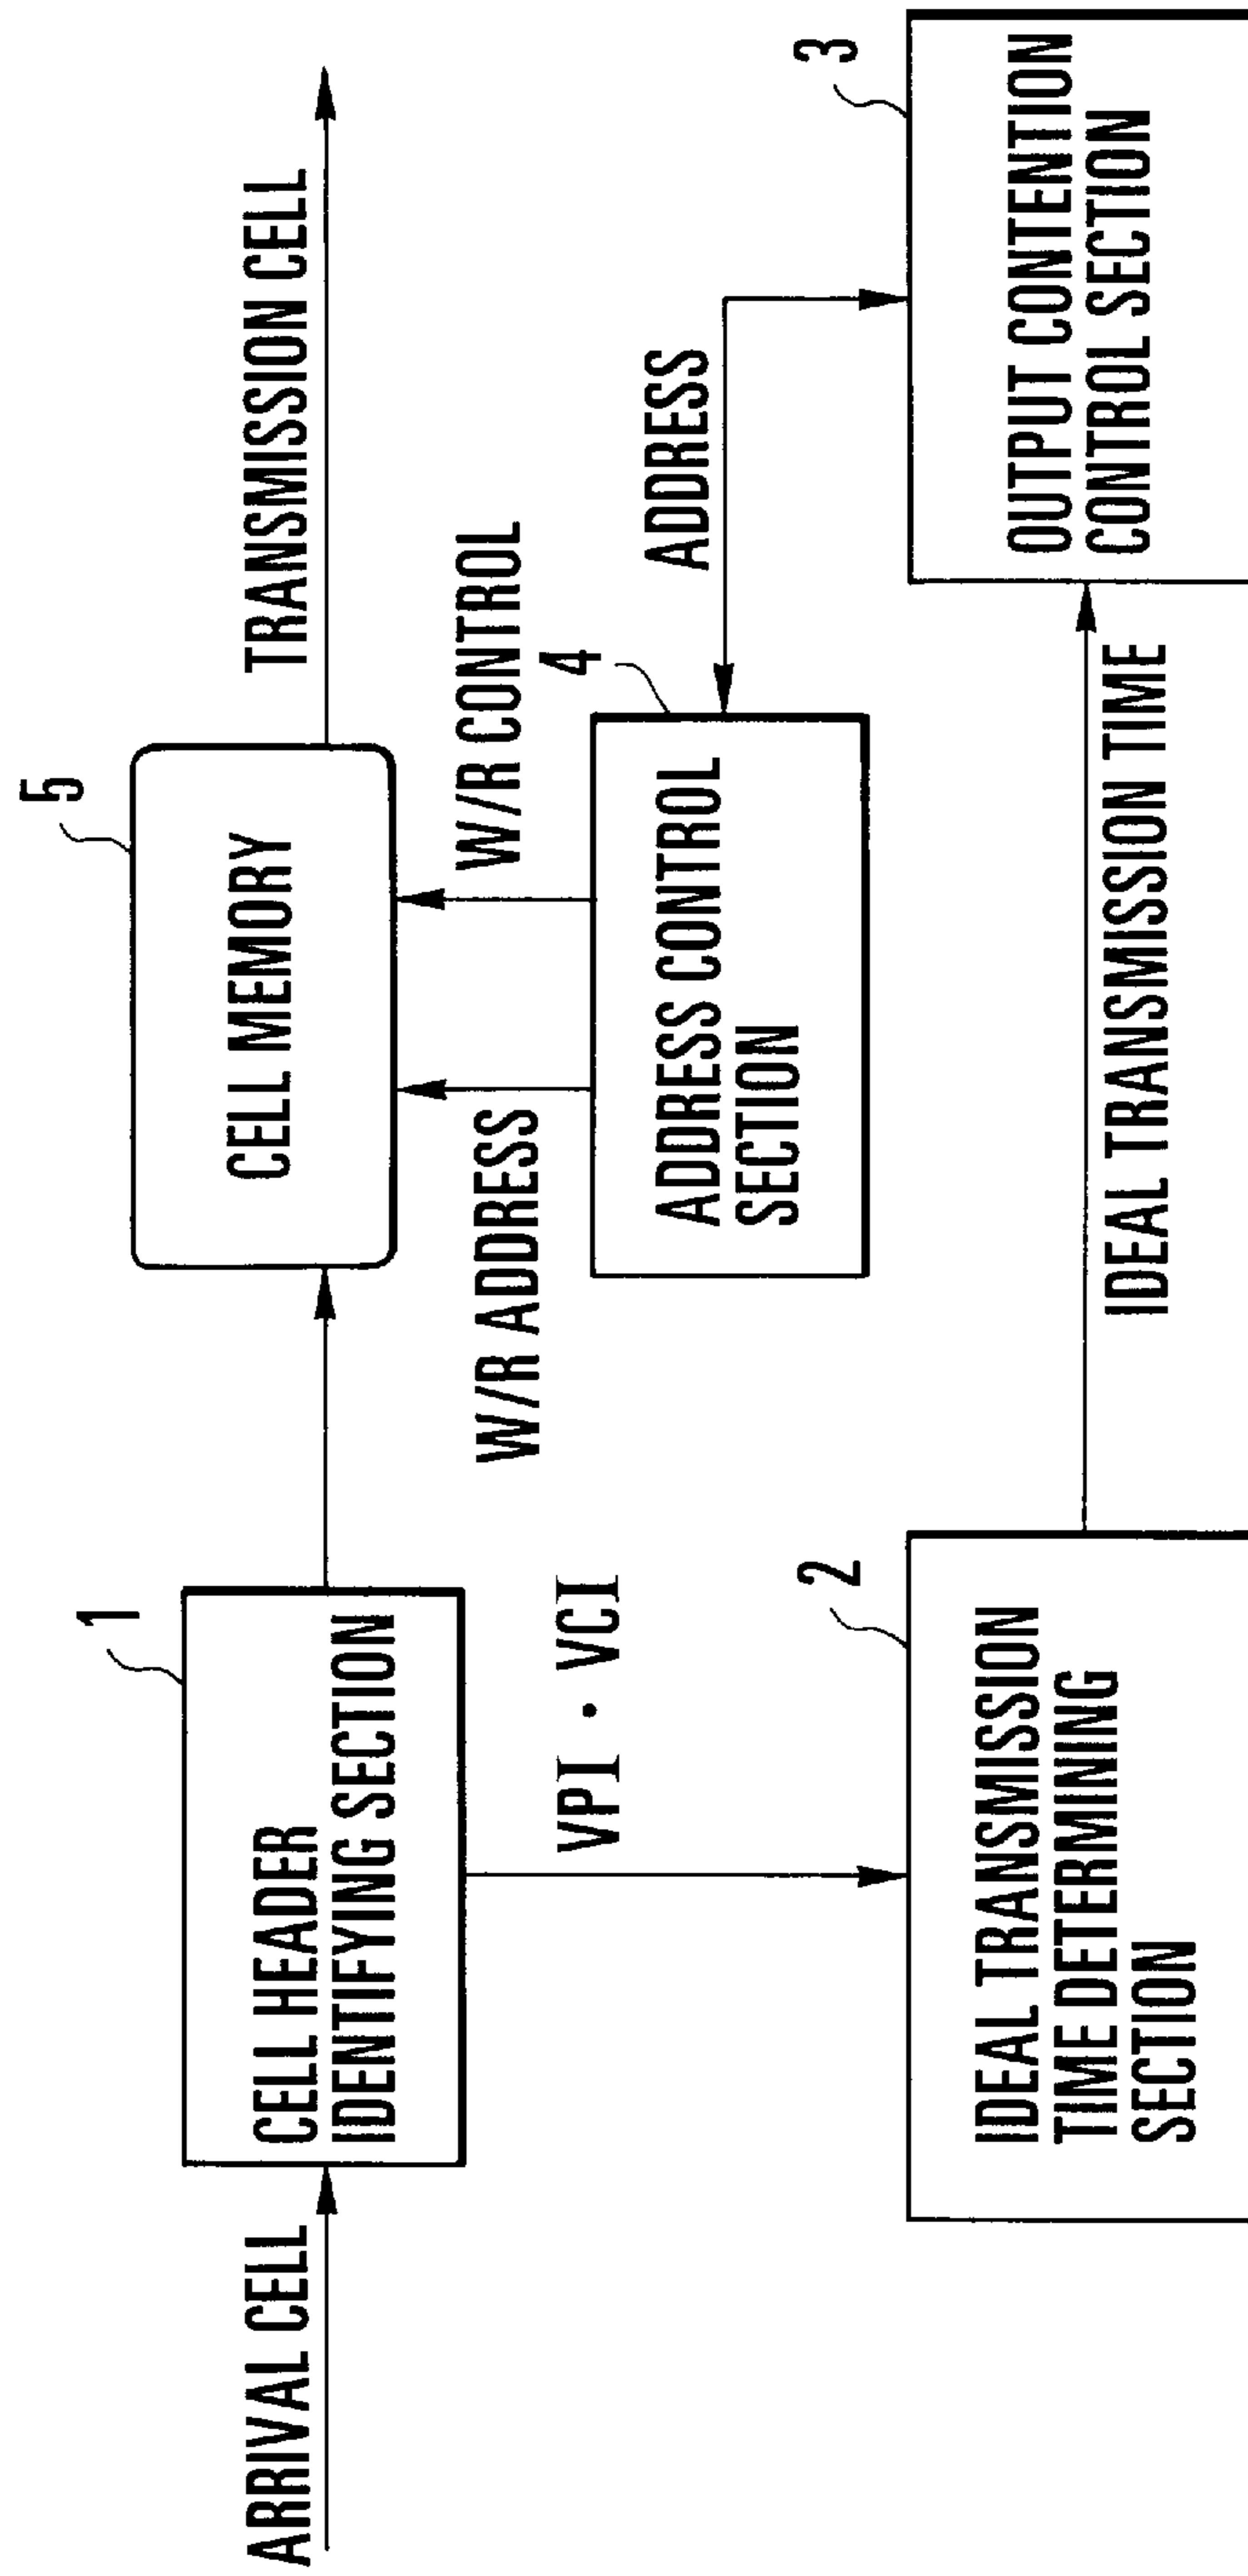 5
TRANSMISSION CELL
1
CELL MEMORY
ARRIVAL CELL
CELL HEADER
IDENTIFYING SECTION
W/R ADDRESS
W/R CONTROL
4
VPI · VCI
ADDRESS CONTROL
SECTION
ADDRESS
3
2
IDEAL TRANSMISSION
TIME DETERMINING
SECTION
IDEAL TRANSMISSION TIME
OUTPUT CONTENTION
CONTROL SECTION